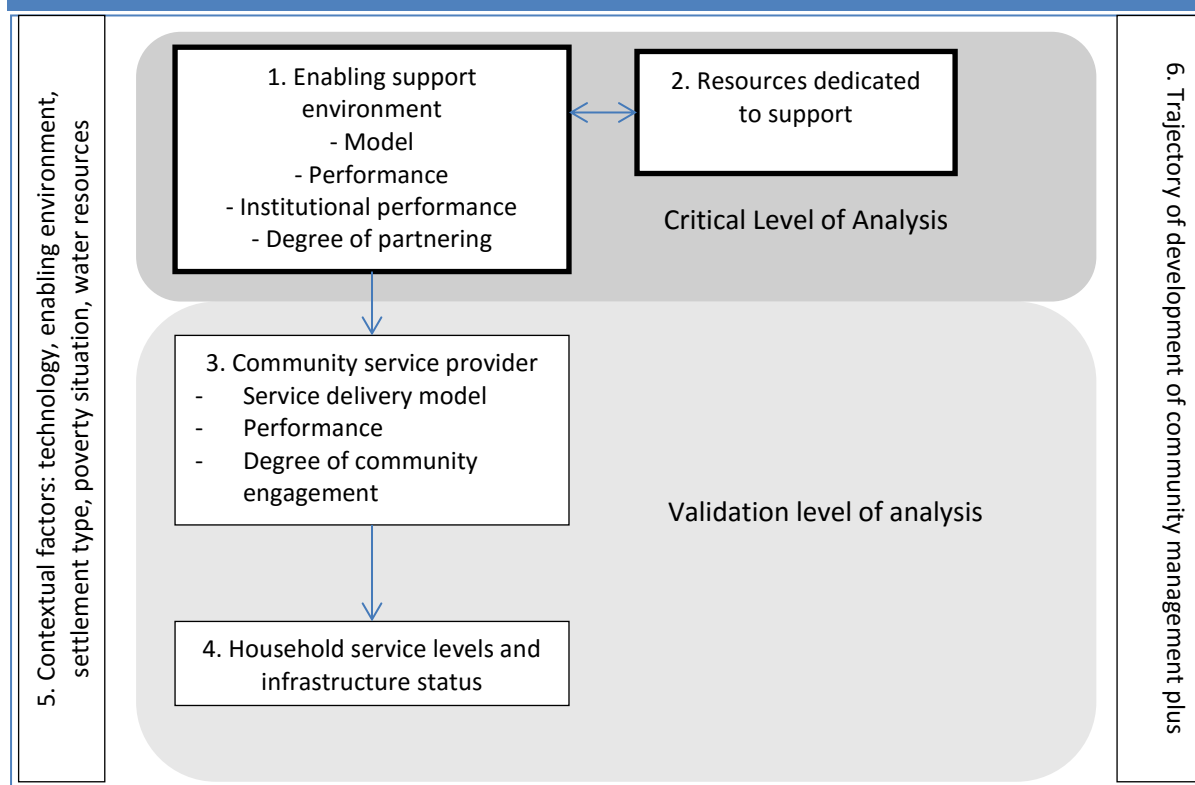 5. Contextual factors: technology, enabling environment,
settlement type, poverty situation, water resources
1. Enabling support
environment
- Model
- Performance
- Institutional performance
- Degree of partnering
2. Resources dedicated
to support
Critical Level of Analysis
3. Community service provider
- Service delivery model
- Performance
- Degree of community
engagement
Validation level of analysis
4. Household service levels and
infrastructure status
6. Trajectory of development of community management plus